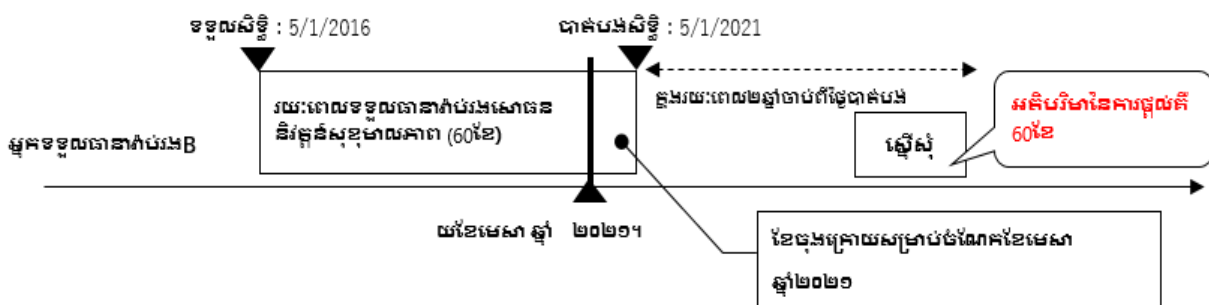 ទទួលសិទ្ធិ : 5/1/2016
បាត់បង់សិទ្ធិ : 5/1/2021
រយៈពេលទទួលធានារ៉ាប់រងសោធន
និវត្តន៍សុខុមាលភាព (60ខែ)
ក្នុងរយៈពេល២ឆ្នាំចាប់ពីថ្ងៃបាត់បង់
អតិបរិមានៃការផ្តល់គឺ
60ខែ
ស្នើសុំ
អ្នកទទួលធានារ៉ាប់រងB
យខែមេសា ឆ្នាំ ២០២១។
ខែចុងក្រោយសម្រាប់ចំណែកខែមេសា
ឆ្នាំ២០២១